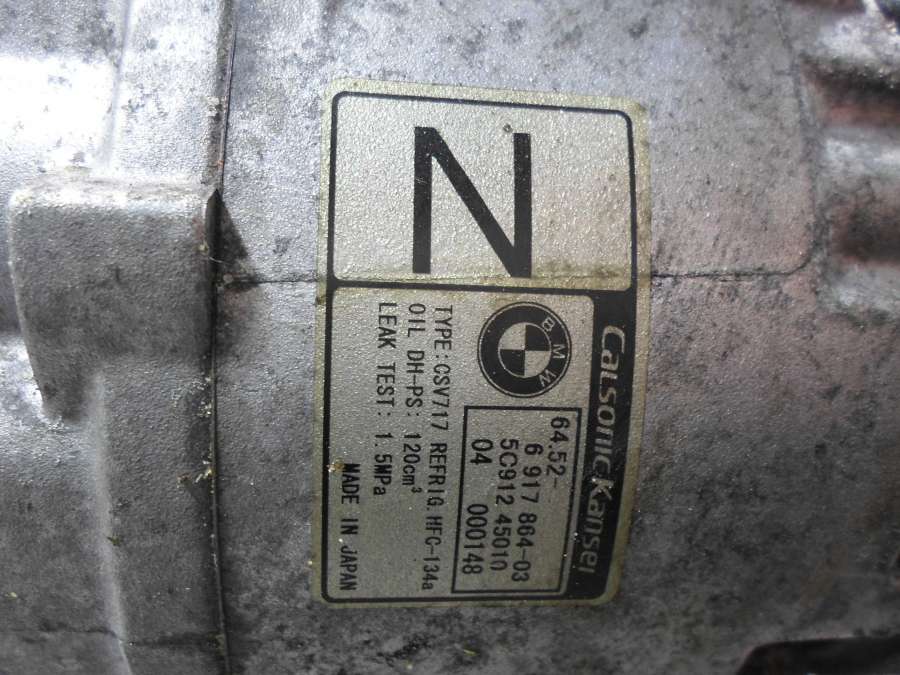 N
Calsonic Kansei
BMW
64.52-
6 917 864-03
5C912 45010
04 000148
TYPE:CSV717 REFRIG.HFC-134a
OIL DH-PS: 120cm³
LEAK TEST: 1.5MPa
MADE IN JAPAN